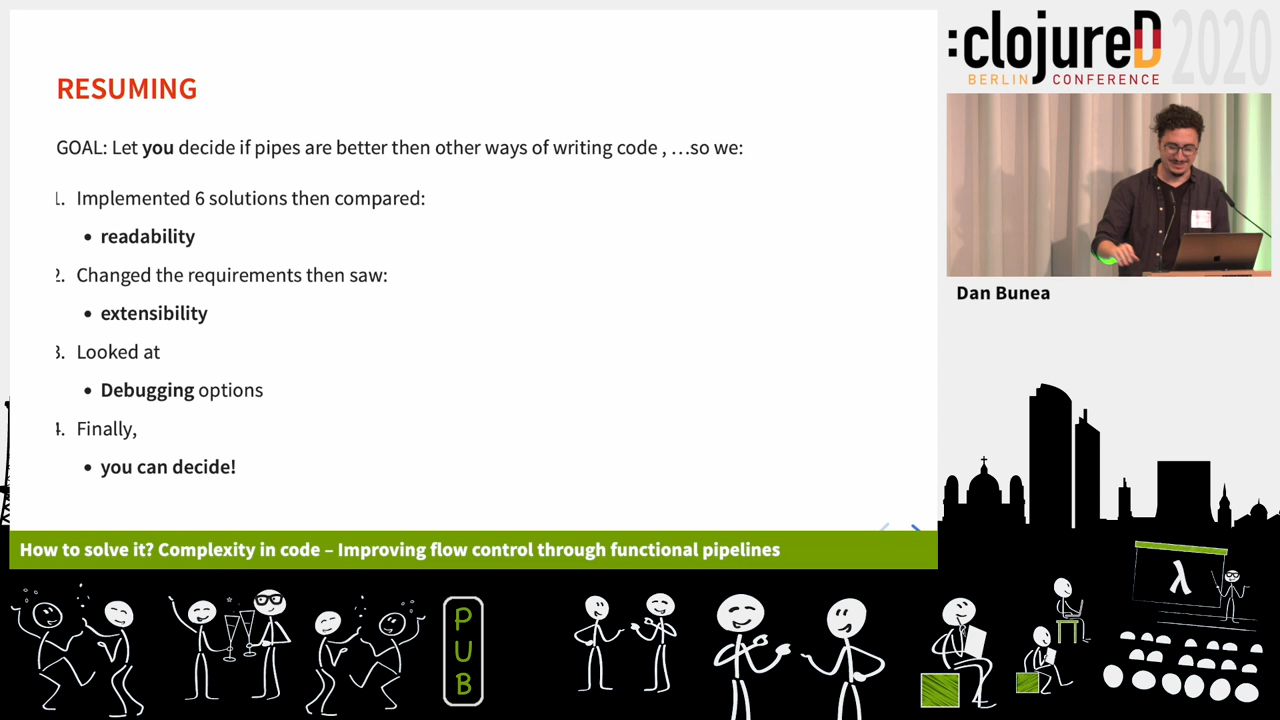 RESUMING
GOAL: Let you decide if pipes are better then other ways of writing code , …so we:
1. Implemented 6 solutions then compared:
• readability
2. Changed the requirements then saw:
• extensibility
3. Looked at
• Debugging options
4. Finally,
• you can decide!
How to solve it? Complexity in code – Improving flow control through functional pipelines
:clojureD 2020
BERLIN CONFERENCE
Dan Bunea
PUB
λ